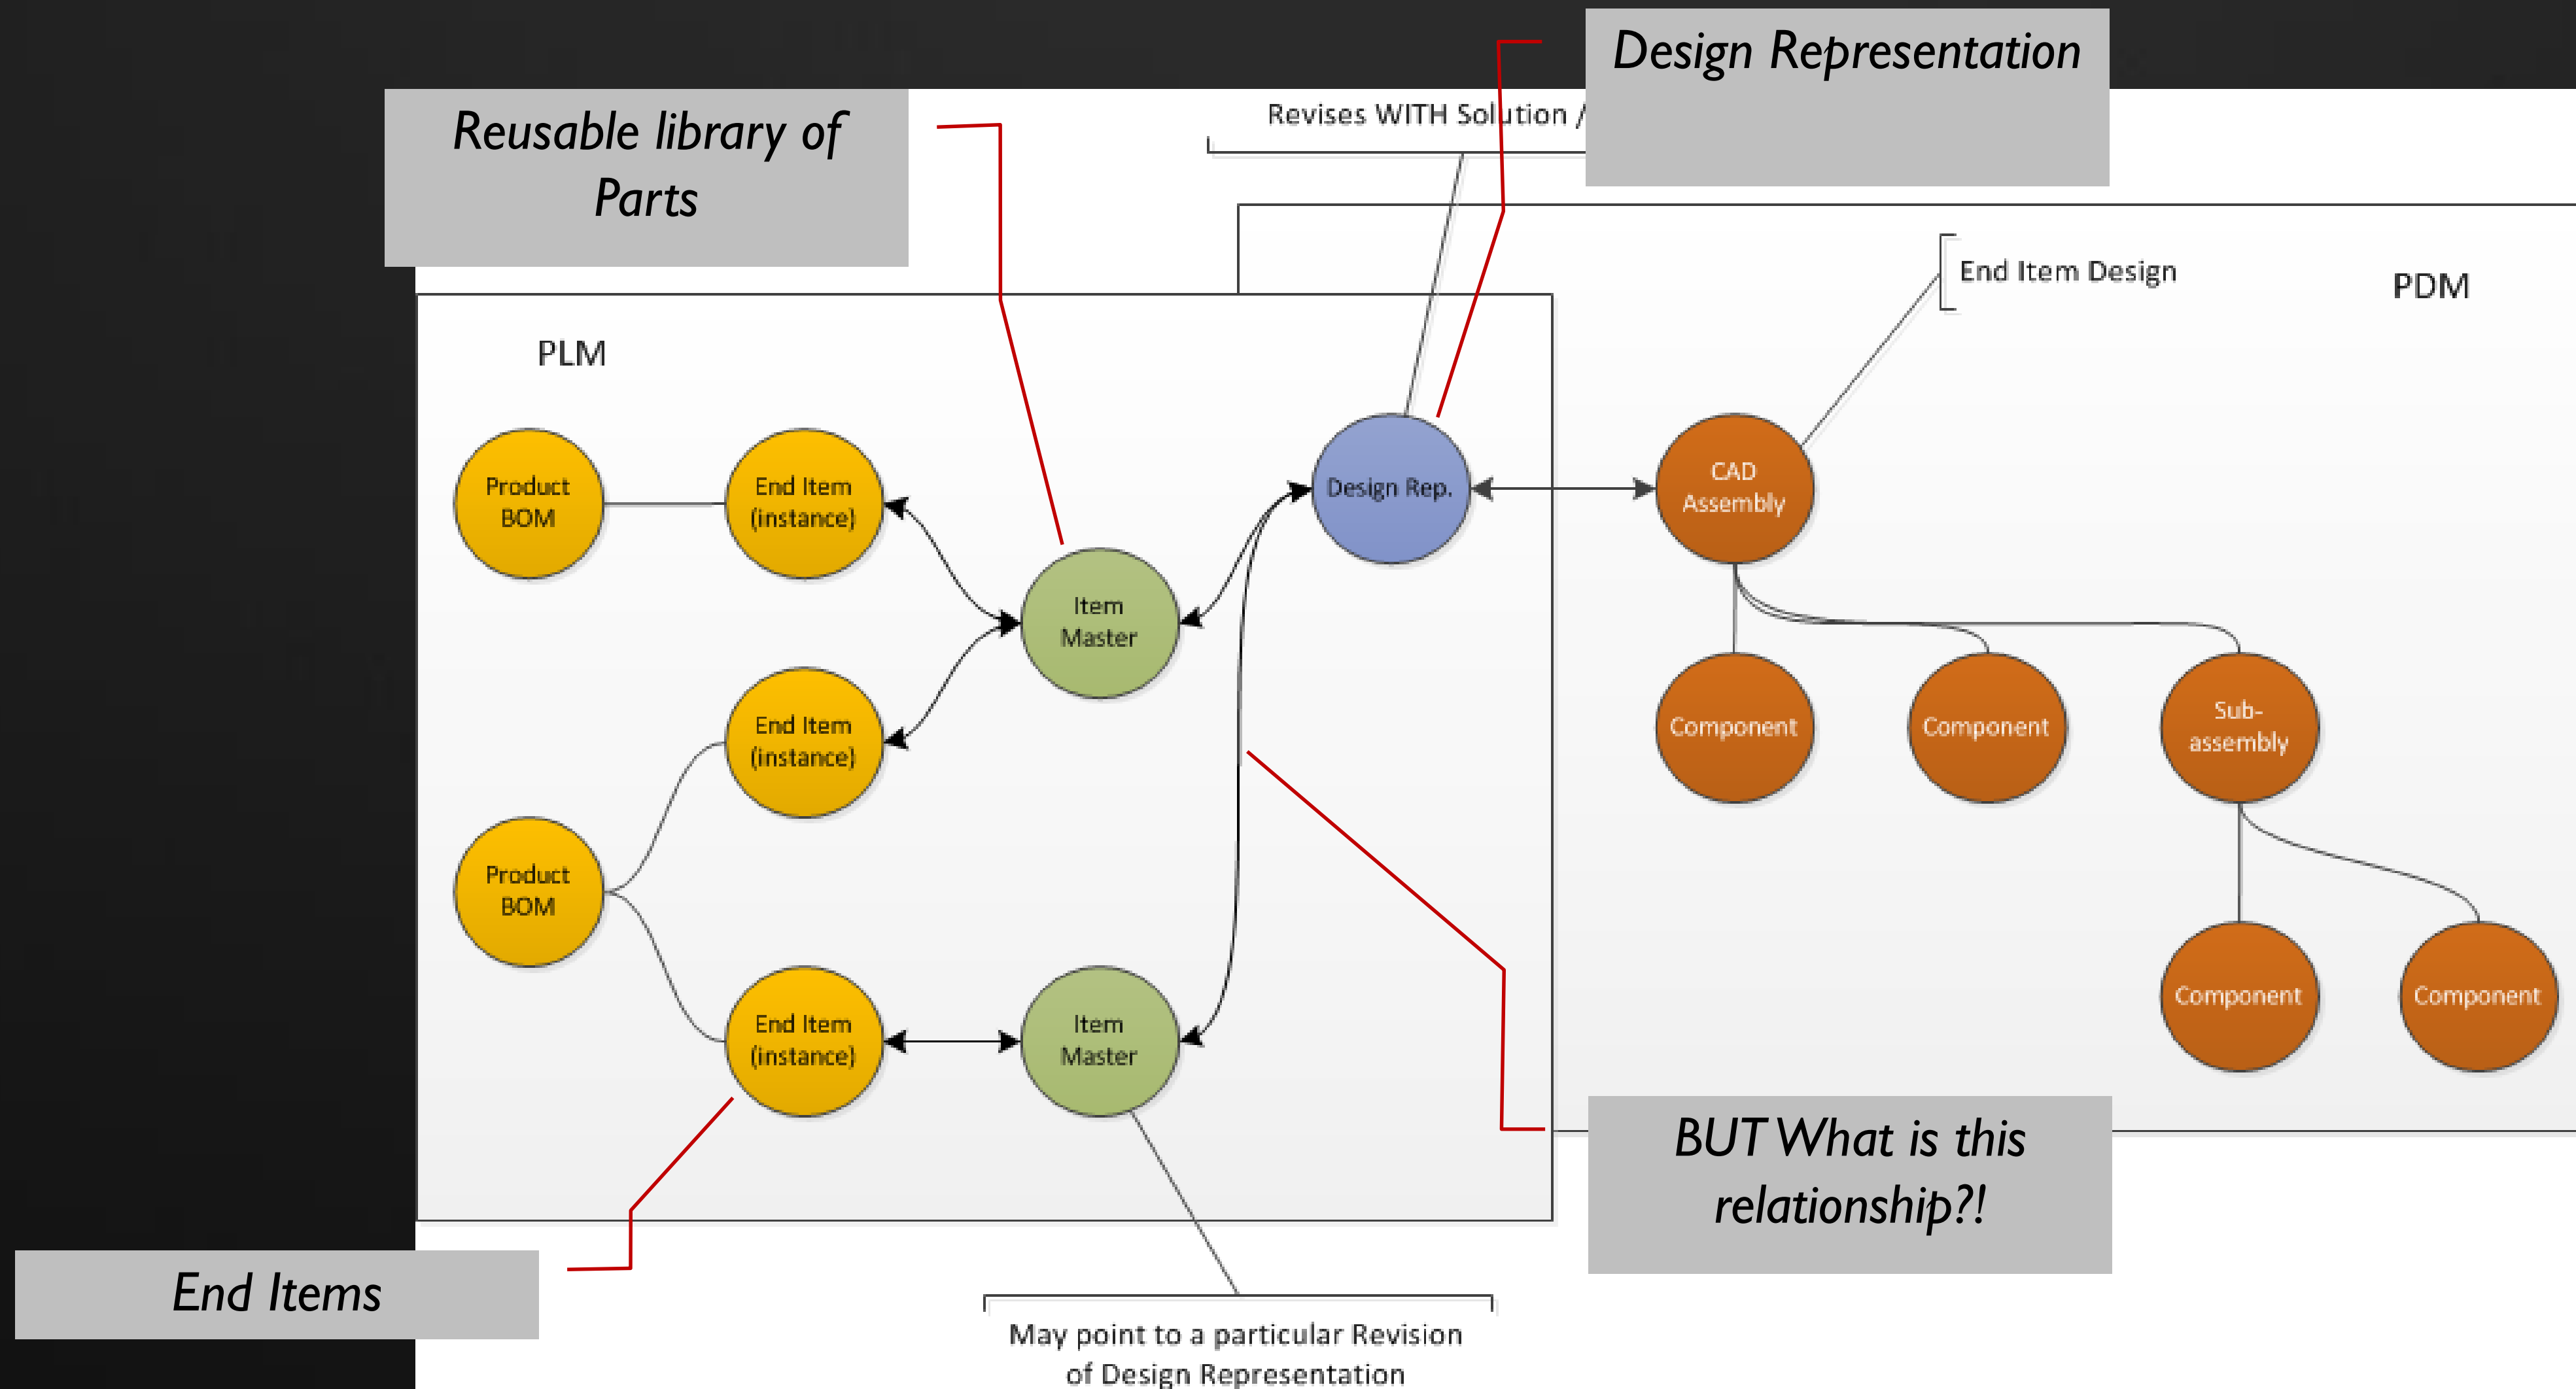 Design Representation
Reusable library of
Parts
Revises WITH Solution /
End Item Design
PDM
PLM
Product
BOM
End Item
(instance)
Design Rep.
CAD
Assembly
Item
Master
End Item
(instance)
Component
Component
Sub-
assembly
Product
BOM
End Item
(instance)
Item
Master
Component
Component
BUT What is this
relationship?!
End Items
May point to a particular Revision
of Design Representation